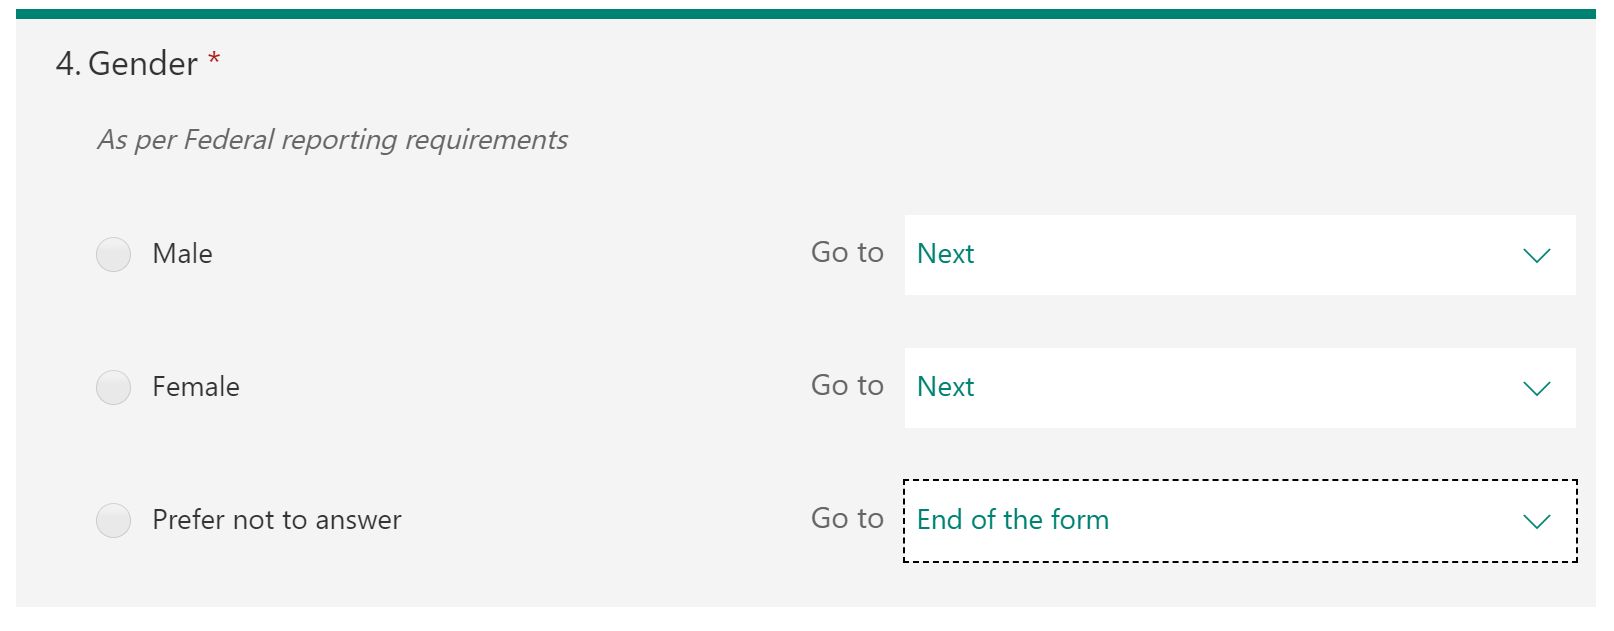 4. Gender *
As per Federal reporting requirements
Male Go to Next
Female Go to Next
Prefer not to answer Go to End of the form